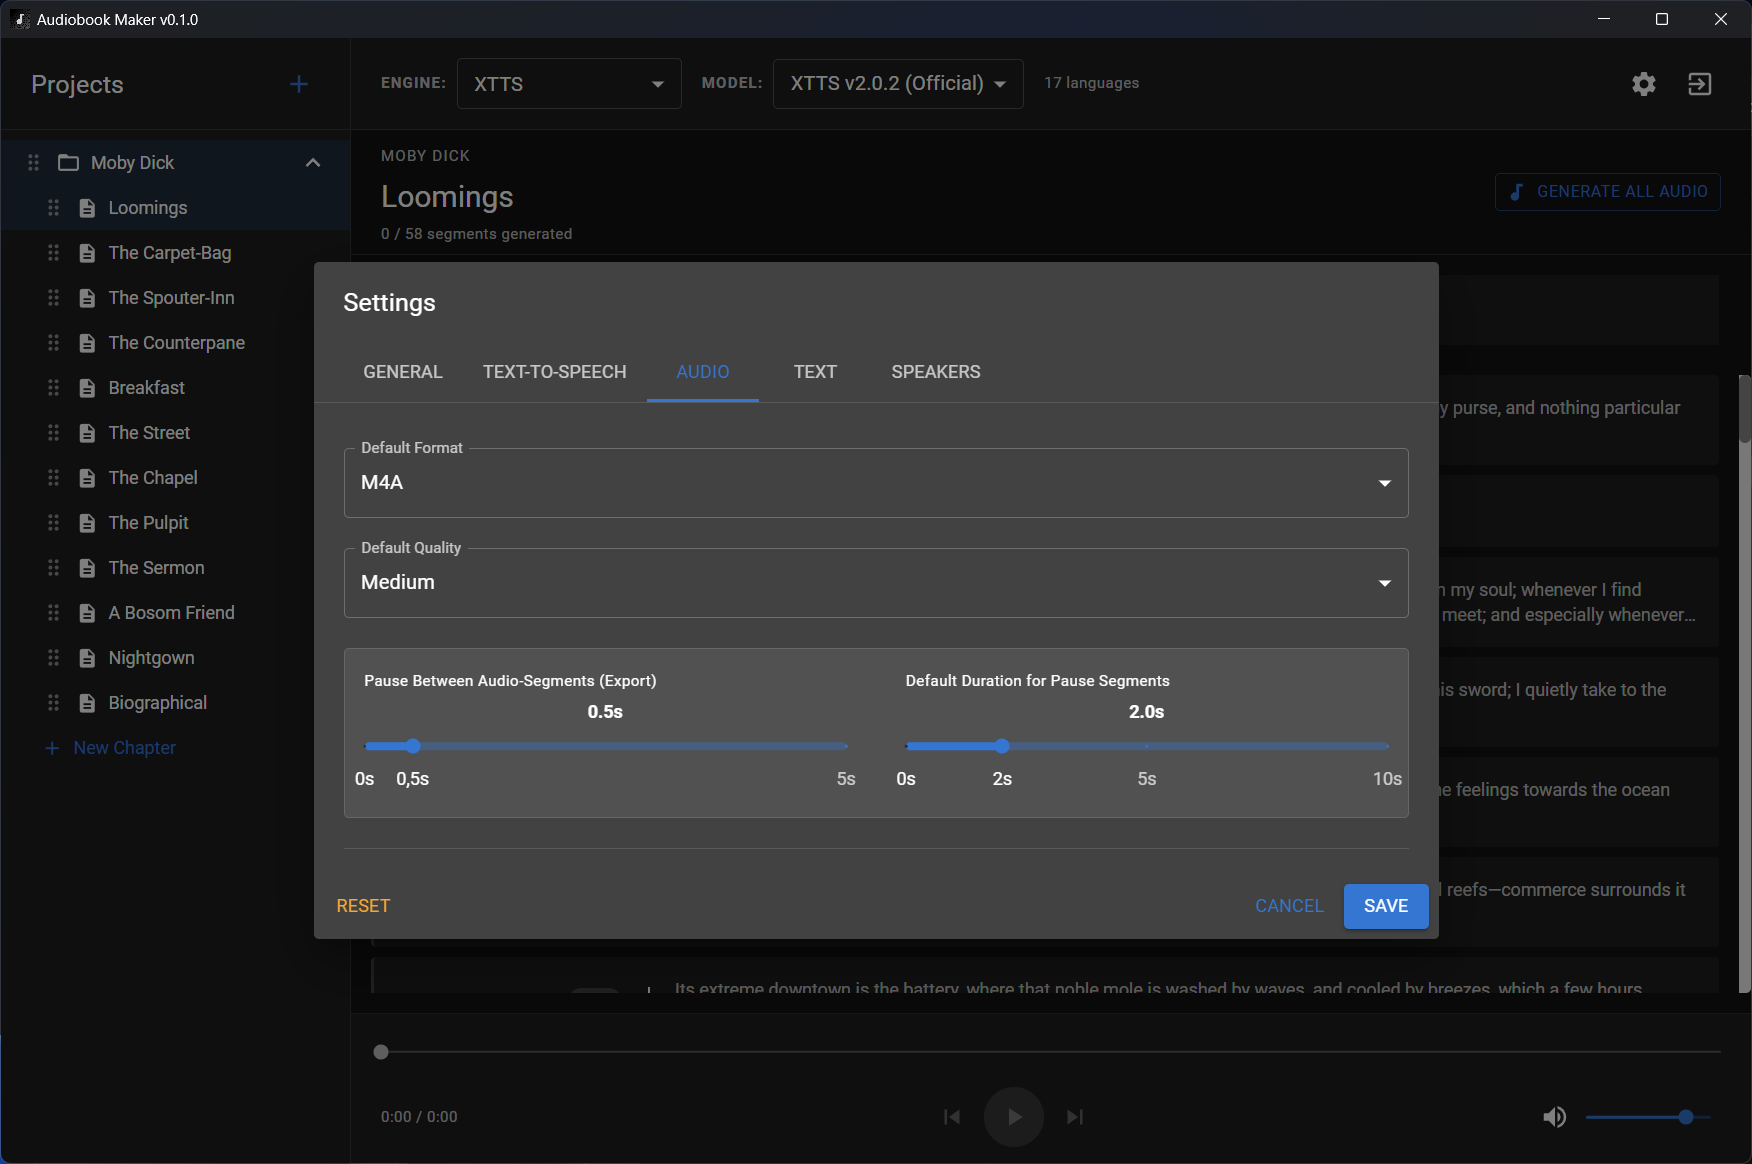 Audiobook Maker v0.1.0
Projects
ENGINE:
XTTS
MODEL:
XTTS v2.0.2 (Official)
17 languages
Moby Dick
Loomings
The Carpet-Bag
The Spouter-Inn
The Counterpane
Breakfast
The Street
The Chapel
The Pulpit
The Sermon
A Bosom Friend
Nightgown
Biographical
New Chapter
MOBY DICK
Loomings
0 / 58 segments generated
GENERATE ALL AUDIO
Settings
GENERAL
TEXT-TO-SPEECH
AUDIO
TEXT
SPEAKERS
Default Format
M4A
Default Quality
Medium
Pause Between Audio-Segments (Export)
0.5s
0s 0,5s 5s
Default Duration for Pause Segments
2.0s
0s 2s 5s 10s
RESET
CANCEL
SAVE
y purse, and nothing particular
my soul; whenever I find
meet; and especially whenever...
is sword; I quietly take to the
e feelings towards the ocean
reefs—commerce surrounds it
Its extreme downtown is the battery, where that noble mole is washed by waves, and cooled by breezes, which a few hours
0:00 / 0:00